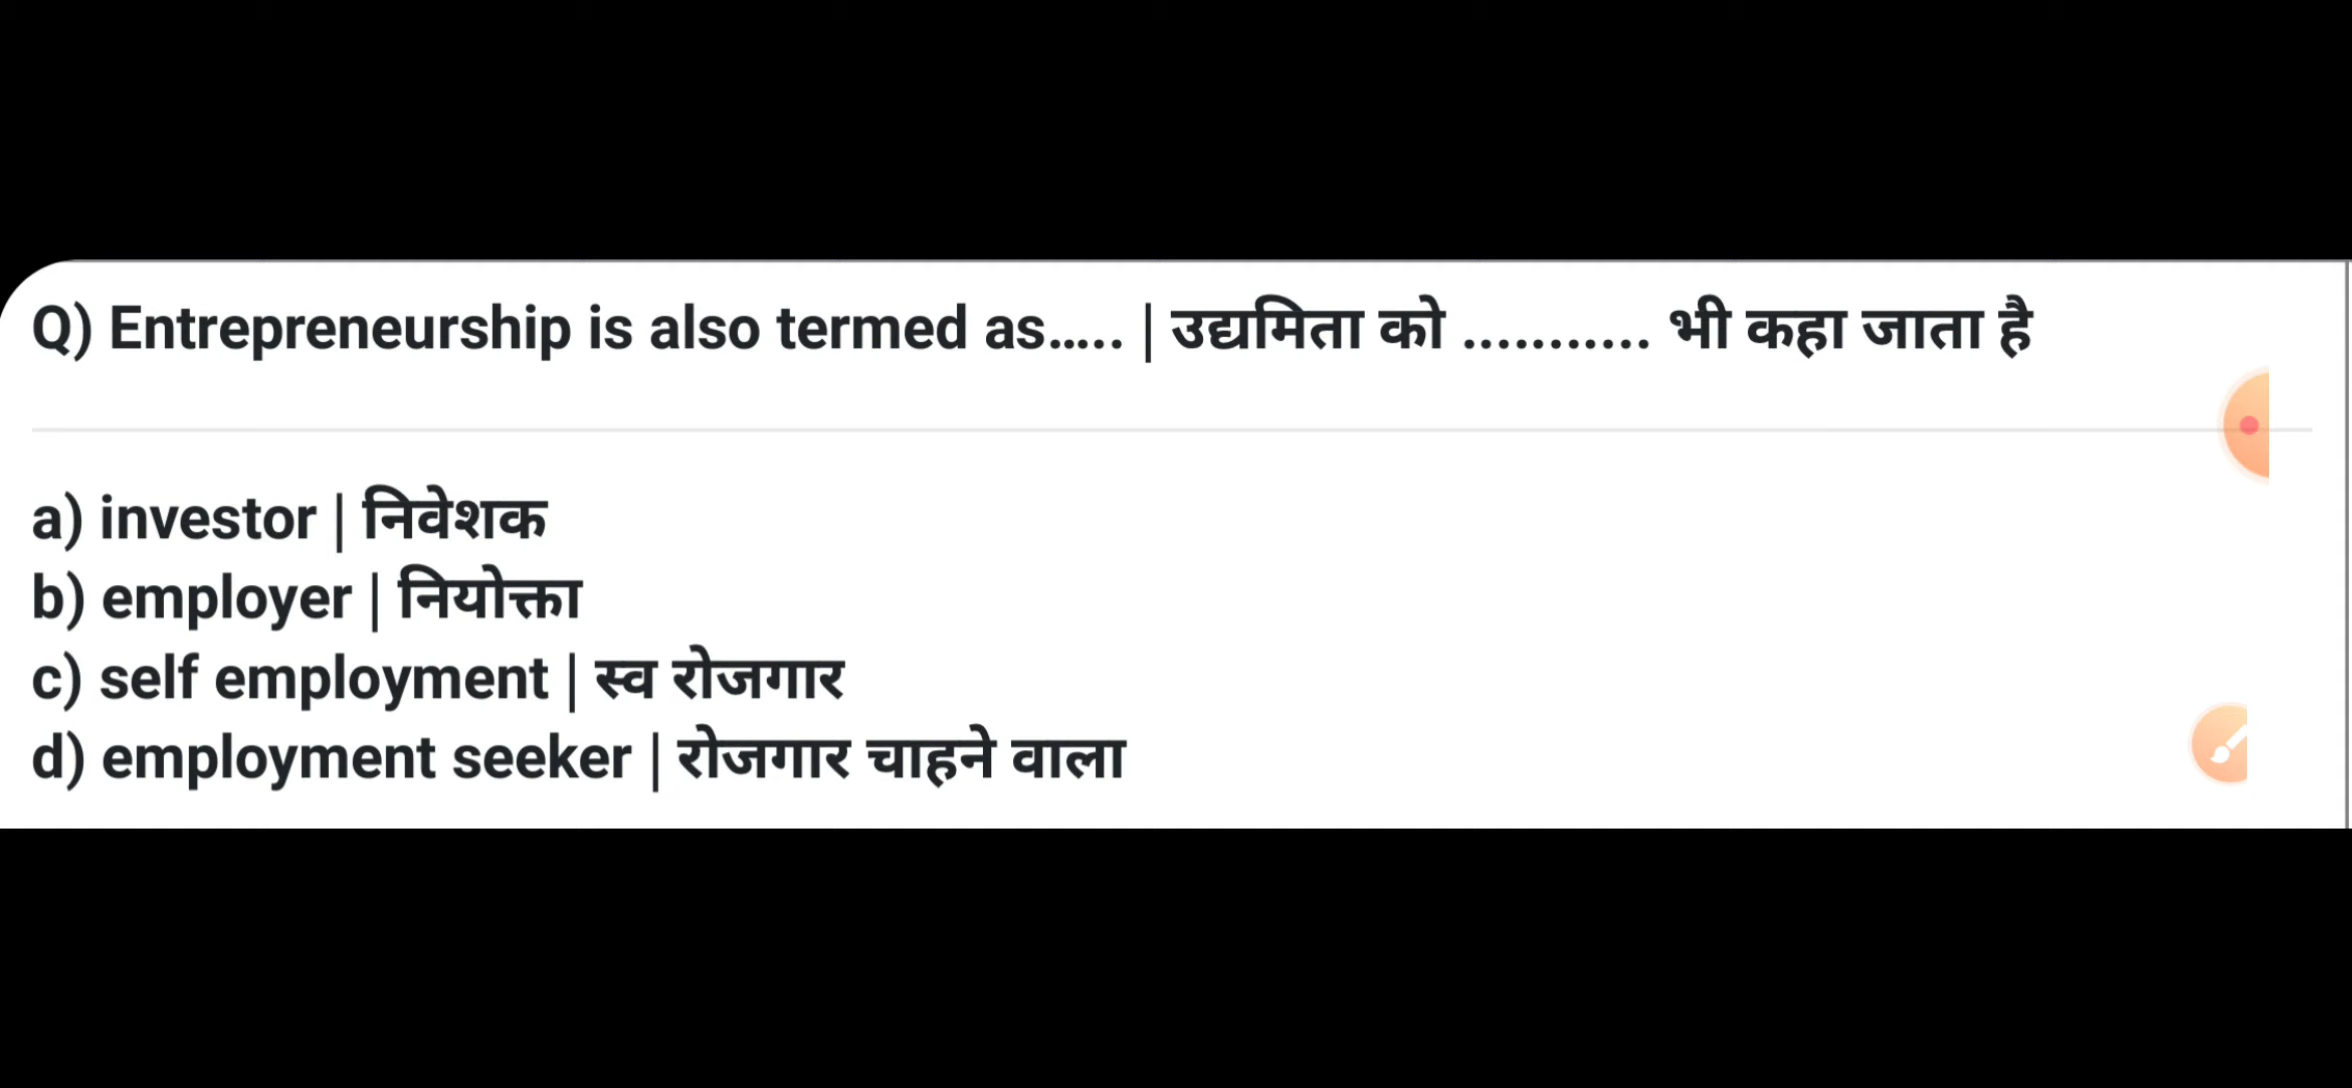 Q) Entrepreneurship is also termed as..... | उद्यमिता को ........... भी कहा जाता है
a) investor | निवेशक
b) employer | नियोक्ता
c) self employment | स्व रोजगार
d) employment seeker | रोजगार चाहने वाला